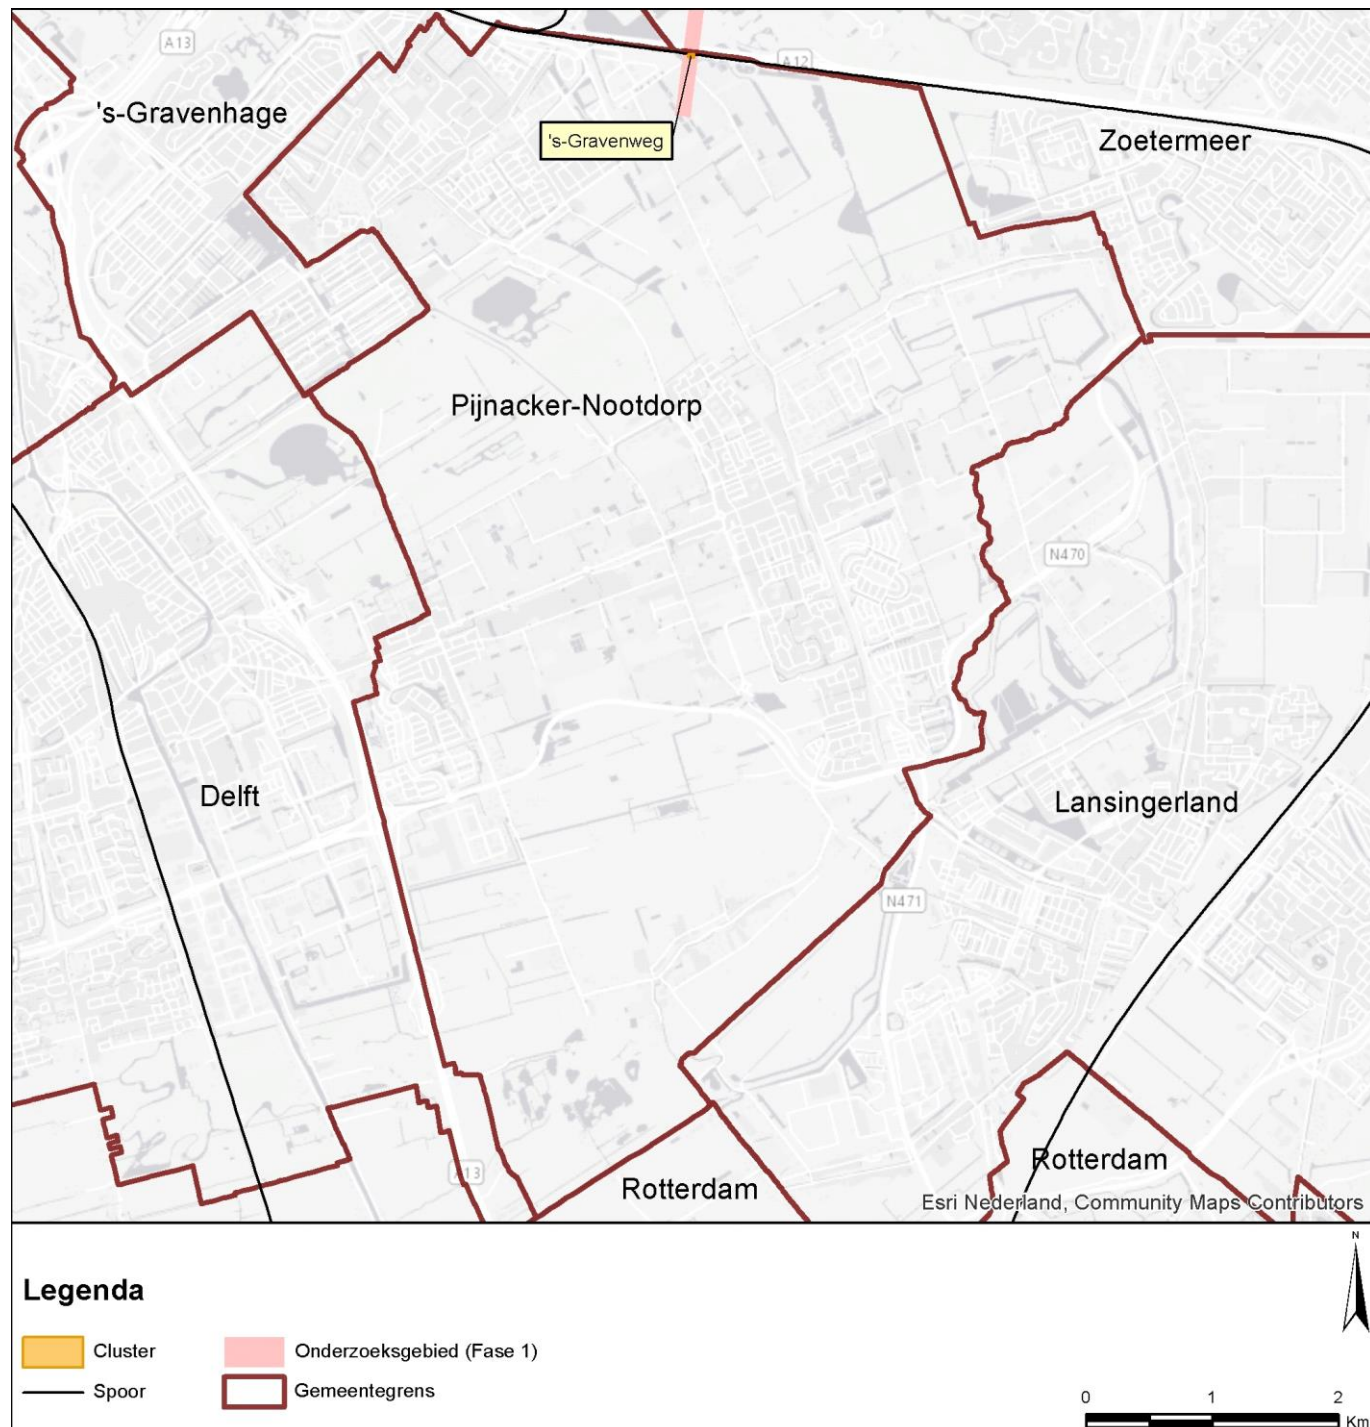 A13
A12
's-Gravenhage
's-Gravenweg
Zoetermeer
Pijnacker-Nootdorp
N470
Delft
Lansingerland
N471
A13
Rotterdam
Rotterdam
Esri Nederland, Community Maps Contributors
N
Legenda
Cluster
Onderzoeksgebied (Fase 1)
Spoor
Gemeentegrens
0 1 2
Km